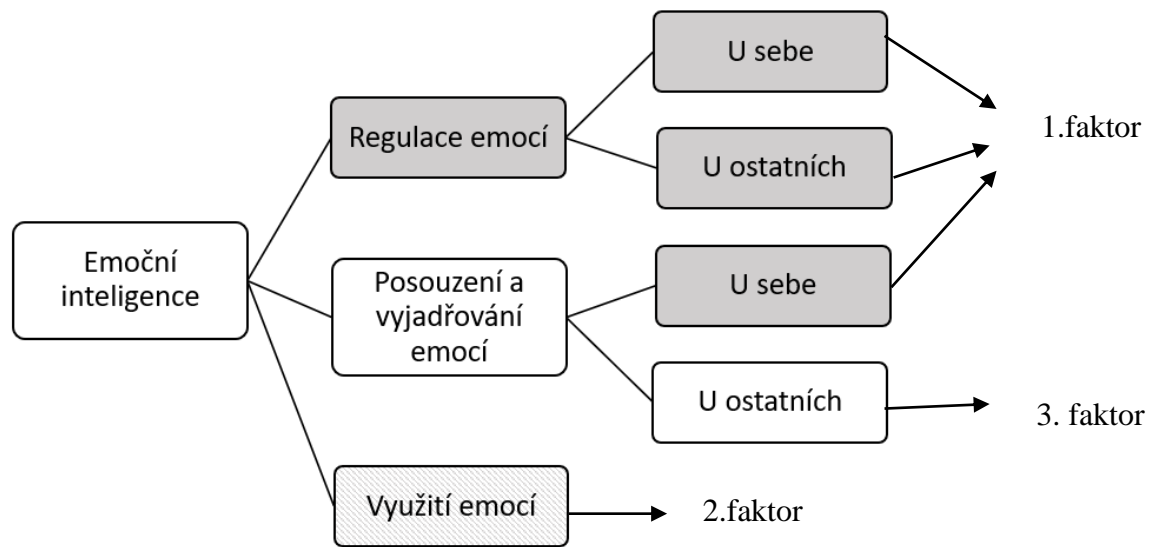 U sebe
1.faktor
Regulace emocí
U ostatních
Emoční
inteligence
Posouzení a
vyjadřování
emocí
U sebe
U ostatních
3. faktor
Využití emocí
2.faktor